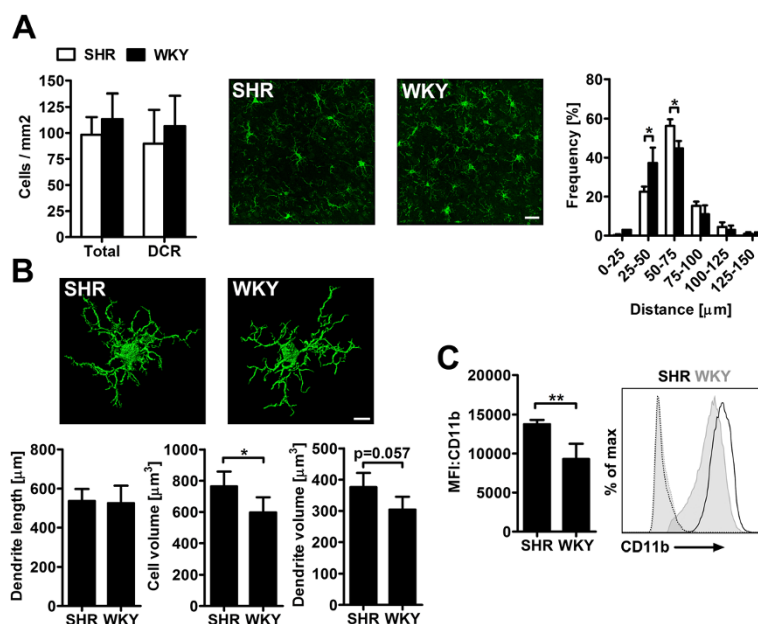 A
SHR WKY
Cells / mm2
150
125
100
75
50
25
0
Total DCR
SHR
WKY
Frequency [%]
80
60
40
20
0
*
*
0-25
25-50
50-75
75-100
100-125
125-150
Distance [μm]
B
SHR
WKY
Dendrite length [μm]
800
600
400
200
0
SHR WKY
Cell volume [μm³]
1000
800
600
400
200
0
*
SHR WKY
Dendrite volume [μm³]
500
400
300
200
100
0
p=0.057
SHR WKY
C
MFI:CD11b
20000
15000
10000
5000
0
**
SHR WKY
SHR WKY
% of max
CD11b